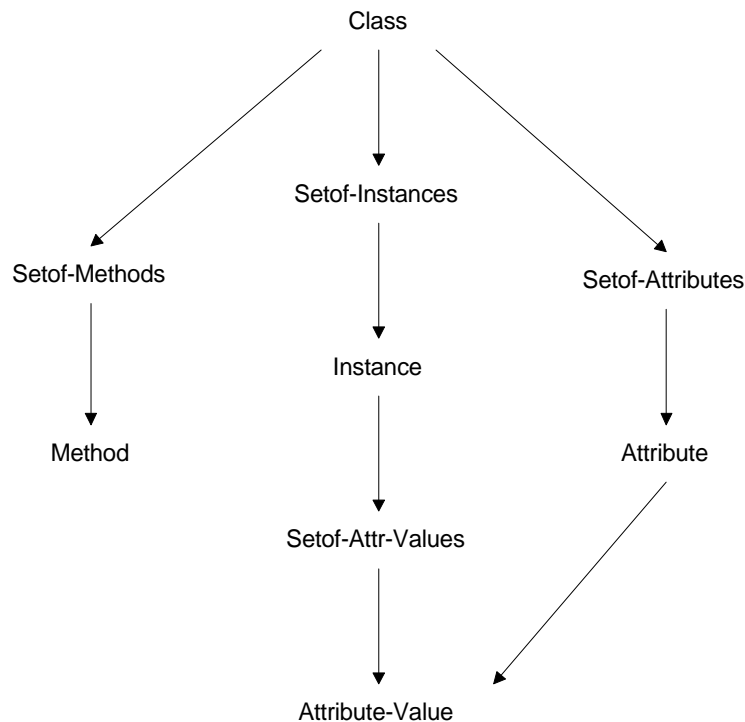 Class
Setof-Instances
Setof-Methods
Setof-Attributes
Instance
Method
Attribute
Setof-Attr-Values
Attribute-Value